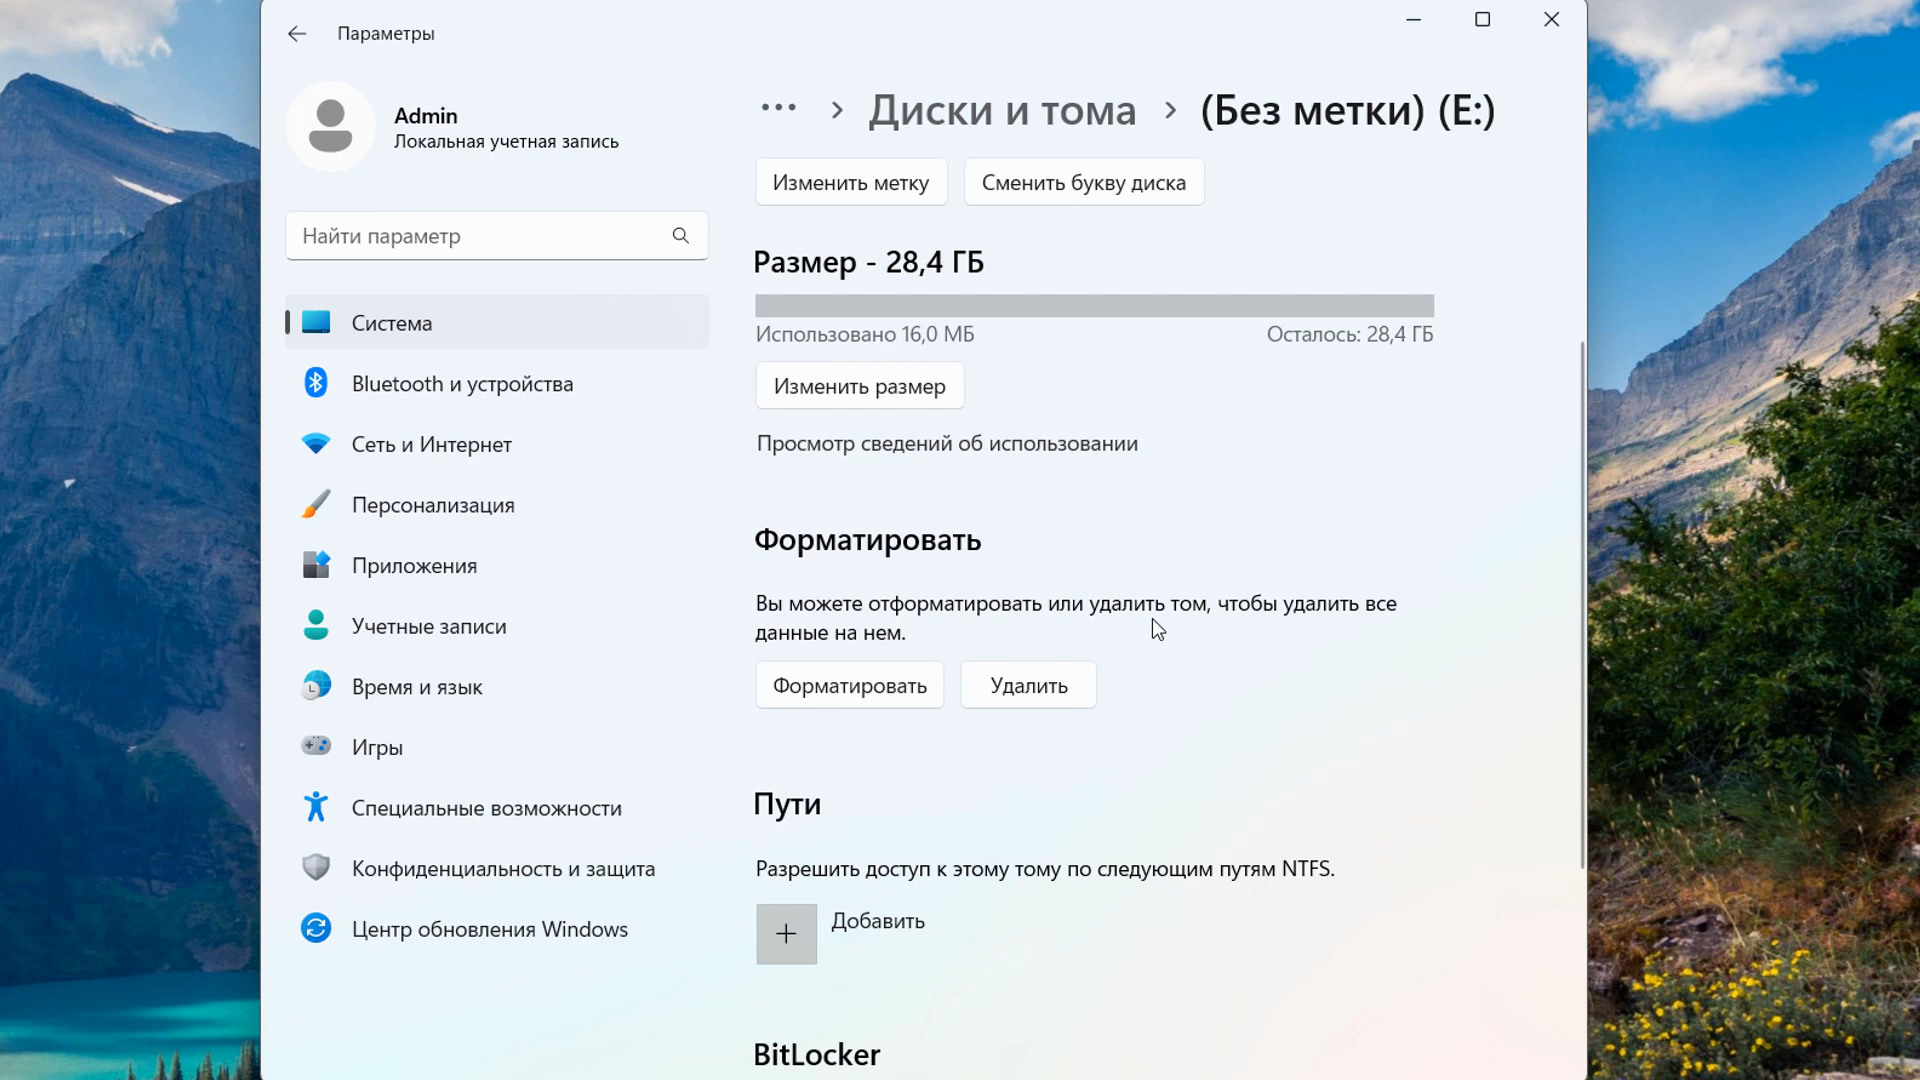 Параметры
Admin
Локальная учетная запись
Найти параметр
Система
Bluetooth и устройства
Сеть и Интернет
Персонализация
Приложения
Учетные записи
Время и язык
Игры
Специальные возможности
Конфиденциальность и защита
Центр обновления Windows
··· > Диски и тома > (Без метки) (E:)
Изменить метку Сменить букву диска
Размер - 28,4 ГБ
Использовано 16,0 МБ Осталось: 28,4 ГБ
Изменить размер
Просмотр сведений об использовании
Форматировать
Вы можете отформатировать или удалить том, чтобы удалить все
данные на нем.
Форматировать Удалить
Пути
Разрешить доступ к этому тому по следующим путям NTFS.
+ Добавить
BitLocker